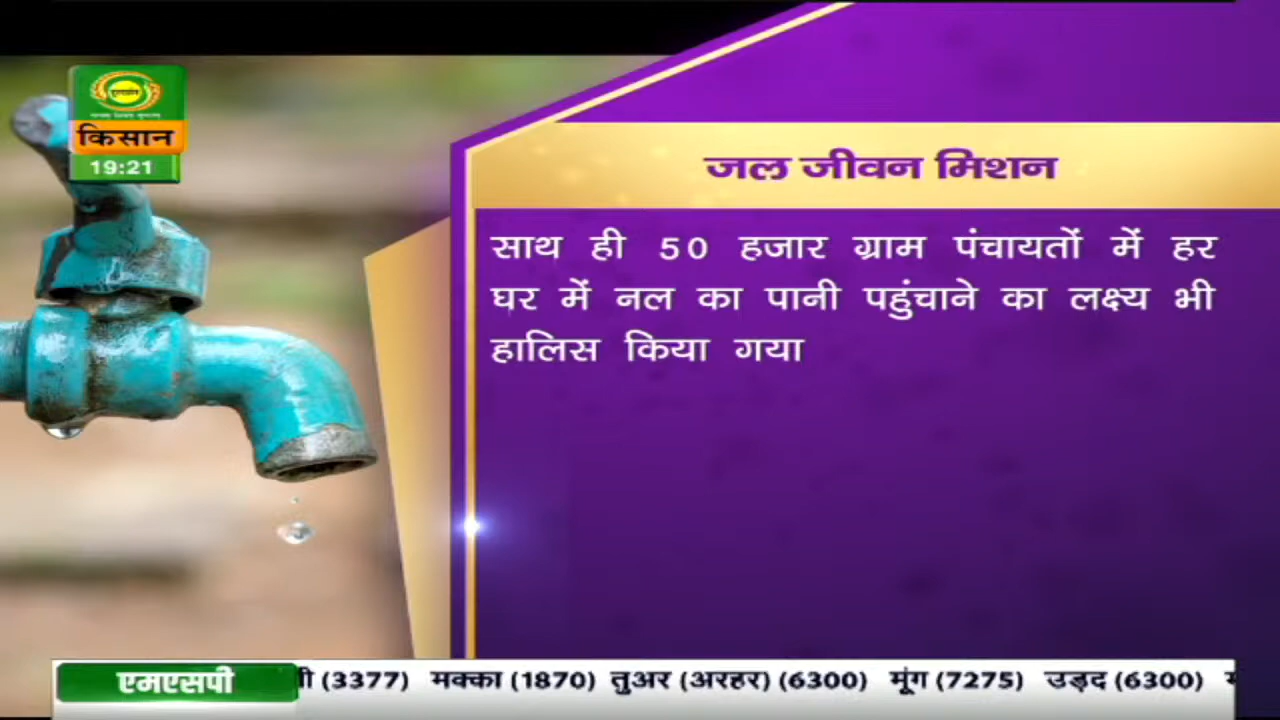 किसान
19:21
जल जीवन मिशन
साथ ही 50 हजार ग्राम पंचायतों में हर
घर में नल का पानी पहुंचाने का लक्ष्य भी
हालिस किया गया
एमएसपी
(3377) मक्का (1870) तुअर (अरहर) (6300) मूंग (7275) उड़द (6300)